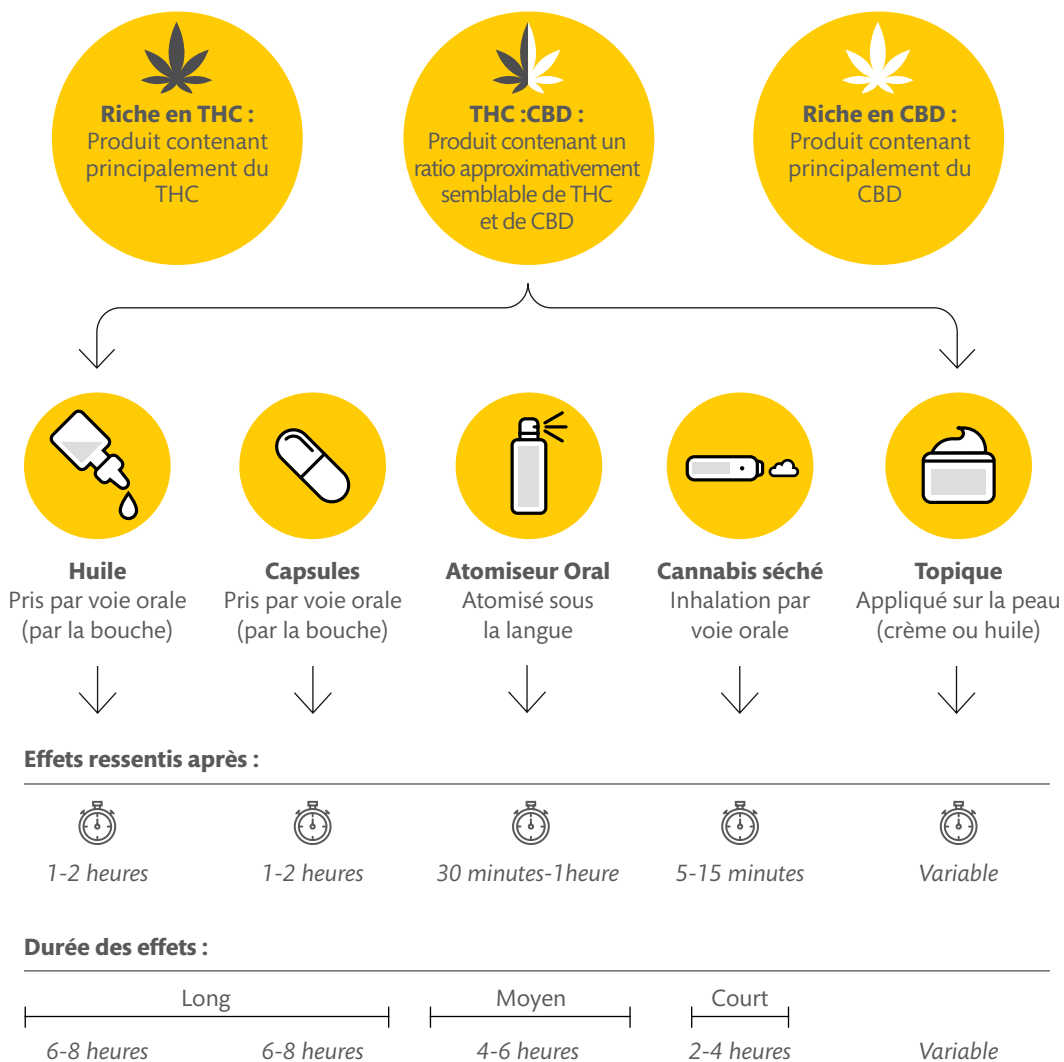 Riche en THC :
Produit contenant
principalement du
THC
THC :CBD :
Produit contenant un
ratio approximativement
semblable de THC
et de CBD
Riche en CBD :
Produit contenant
principalement du
CBD
Huile
Pris par voie orale
(par la bouche)
Capsules
Pris par voie orale
(par la bouche)
Atomiseur Oral
Atomisé sous
la langue
Cannabis séché
Inhalation par
voie orale
Topique
Appliqué sur la peau
(crème ou huile)
Effets ressentis après :
1-2 heures
1-2 heures
30 minutes-1heure
5-15 minutes
Variable
Durée des effets :
Long
Moyen
Court
6-8 heures
6-8 heures
4-6 heures
2-4 heures
Variable